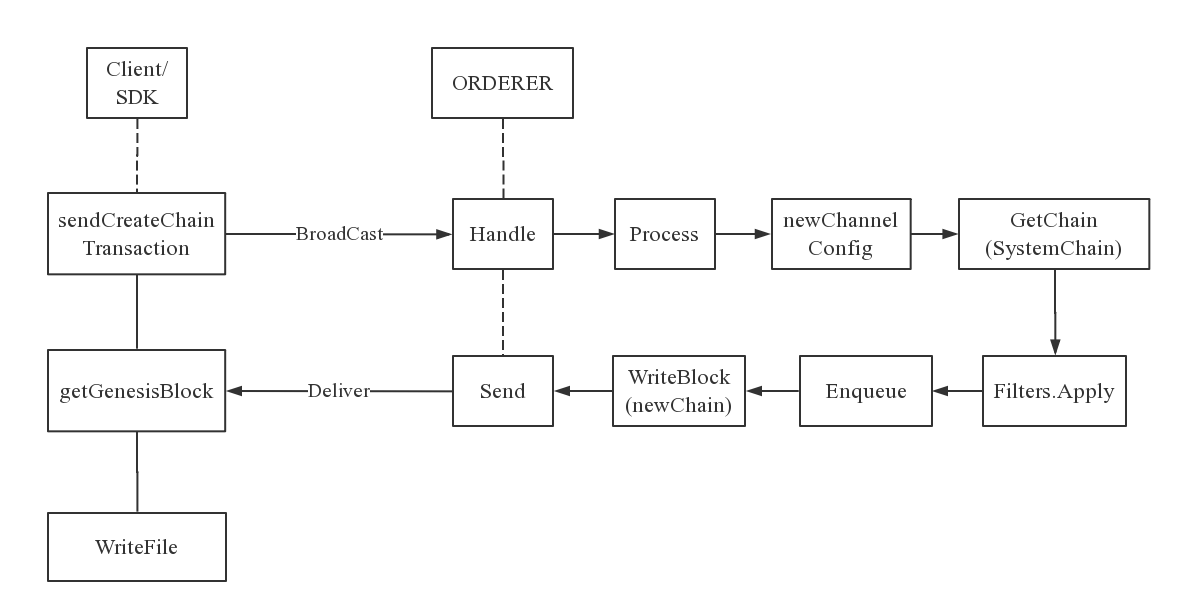 Client/
SDK
ORDERER
sendCreateChain
Transaction
BroadCast
Handle
Process
newChannel
Config
GetChain
(SystemChain)
getGenesisBlock
Deliver
Send
WriteBlock
(newChain)
Enqueue
Filters.Apply
WriteFile